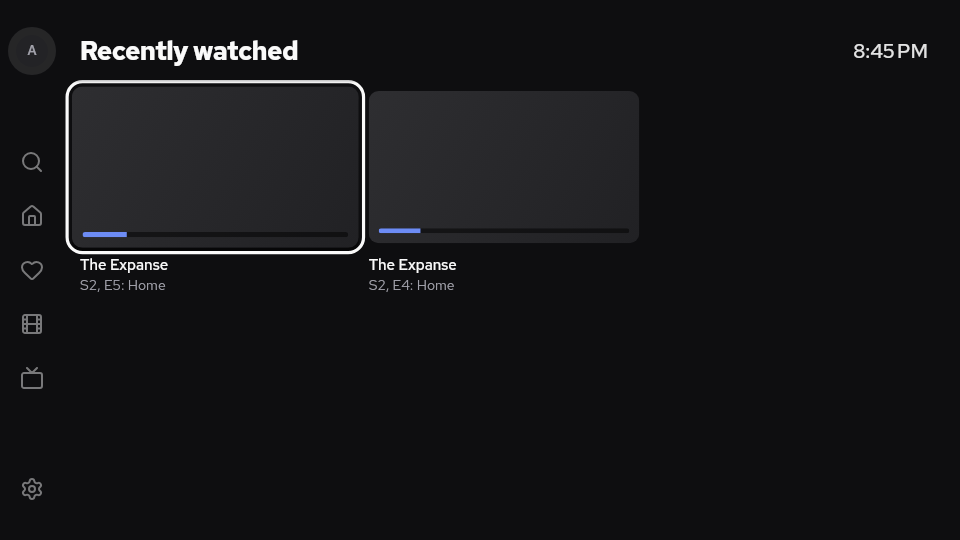 A
Recently watched
8:45 PM
The Expanse
S2, E5: Home
The Expanse
S2, E4: Home